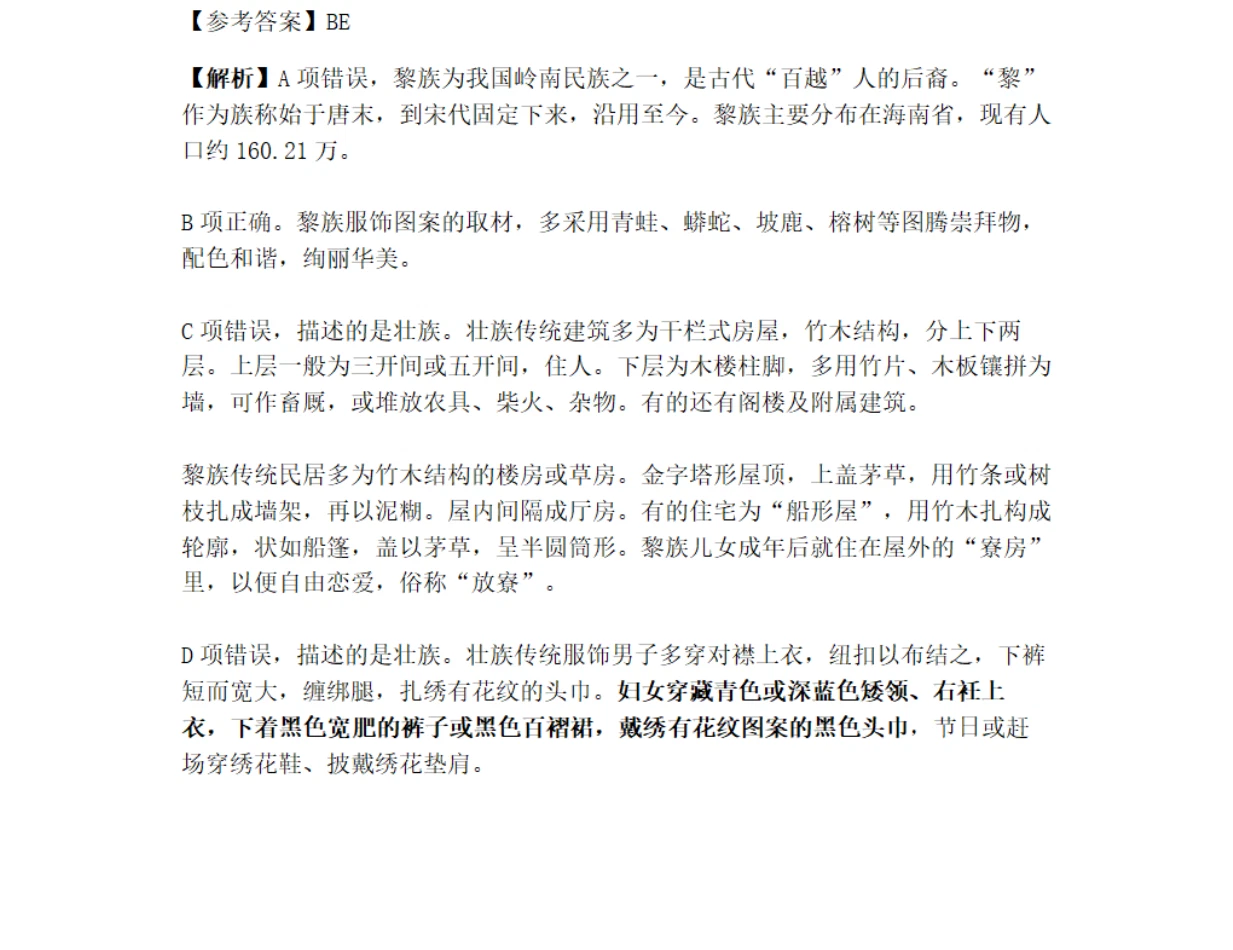 【参考答案】BE
【解析】A 项错误，黎族为我国岭南民族之一，是古代“百越”人的后裔。“黎”
作为族称始于唐末，到宋代固定下来，沿用至今。黎族主要分布在海南省，现有人
口约 160.21 万。
B 项正确。黎族服饰图案的取材，多采用青蛙、蟒蛇、坡鹿、榕树等图腾崇拜物，
配色和谐，绚丽华美。
C 项错误，描述的是壮族。壮族传统建筑多为干栏式房屋，竹木结构，分上下两
层。上层一般为三开间或五开间，住人。下层为木楼柱脚，多用竹片、木板镶拼为
墙，可作畜厩，或堆放农具、柴火、杂物。有的还有阁楼及附属建筑。
黎族传统民居多为竹木结构的楼房或草房。金字塔形屋顶，上盖茅草，用竹条或树
枝扎成墙架，再以泥糊。屋内间隔成厅房。有的住宅为“船形屋”，用竹木扎构成
轮廓，状如船篷，盖以茅草，呈半圆筒形。黎族儿女成年后就住在屋外的“寮房”
里，以便自由恋爱，俗称“放寮”。
D 项错误，描述的是壮族。壮族传统服饰男子多穿对襟上衣，纽扣以布结之，下裤
短而宽大，缠绑腿，扎绣有花纹的头巾。妇女穿藏青色或深蓝色矮领、右衽上
衣，下着黑色宽肥的裤子或黑色百褶裙，戴绣有花纹图案的黑色头巾，节日或赶
场穿绣花鞋、披戴绣花垫肩。